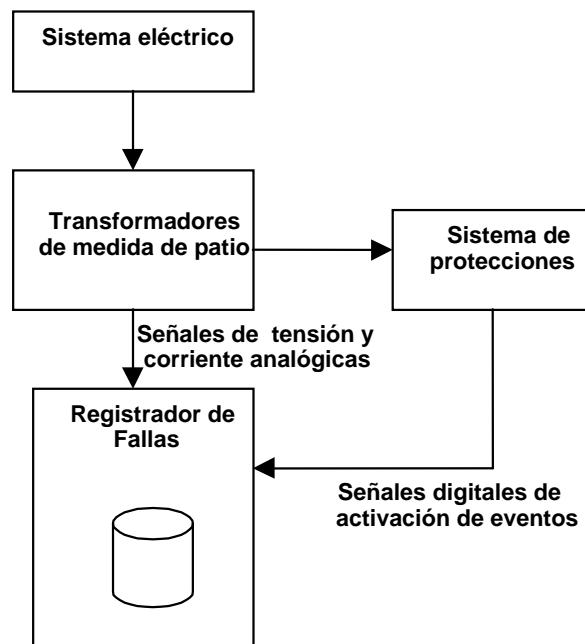 Sistema eléctrico
Transformadores
de medida de patio
Sistema de
protecciones
Señales de tensión y
corriente analógicas
Registrador de
Fallas
Señales digitales de
activación de eventos